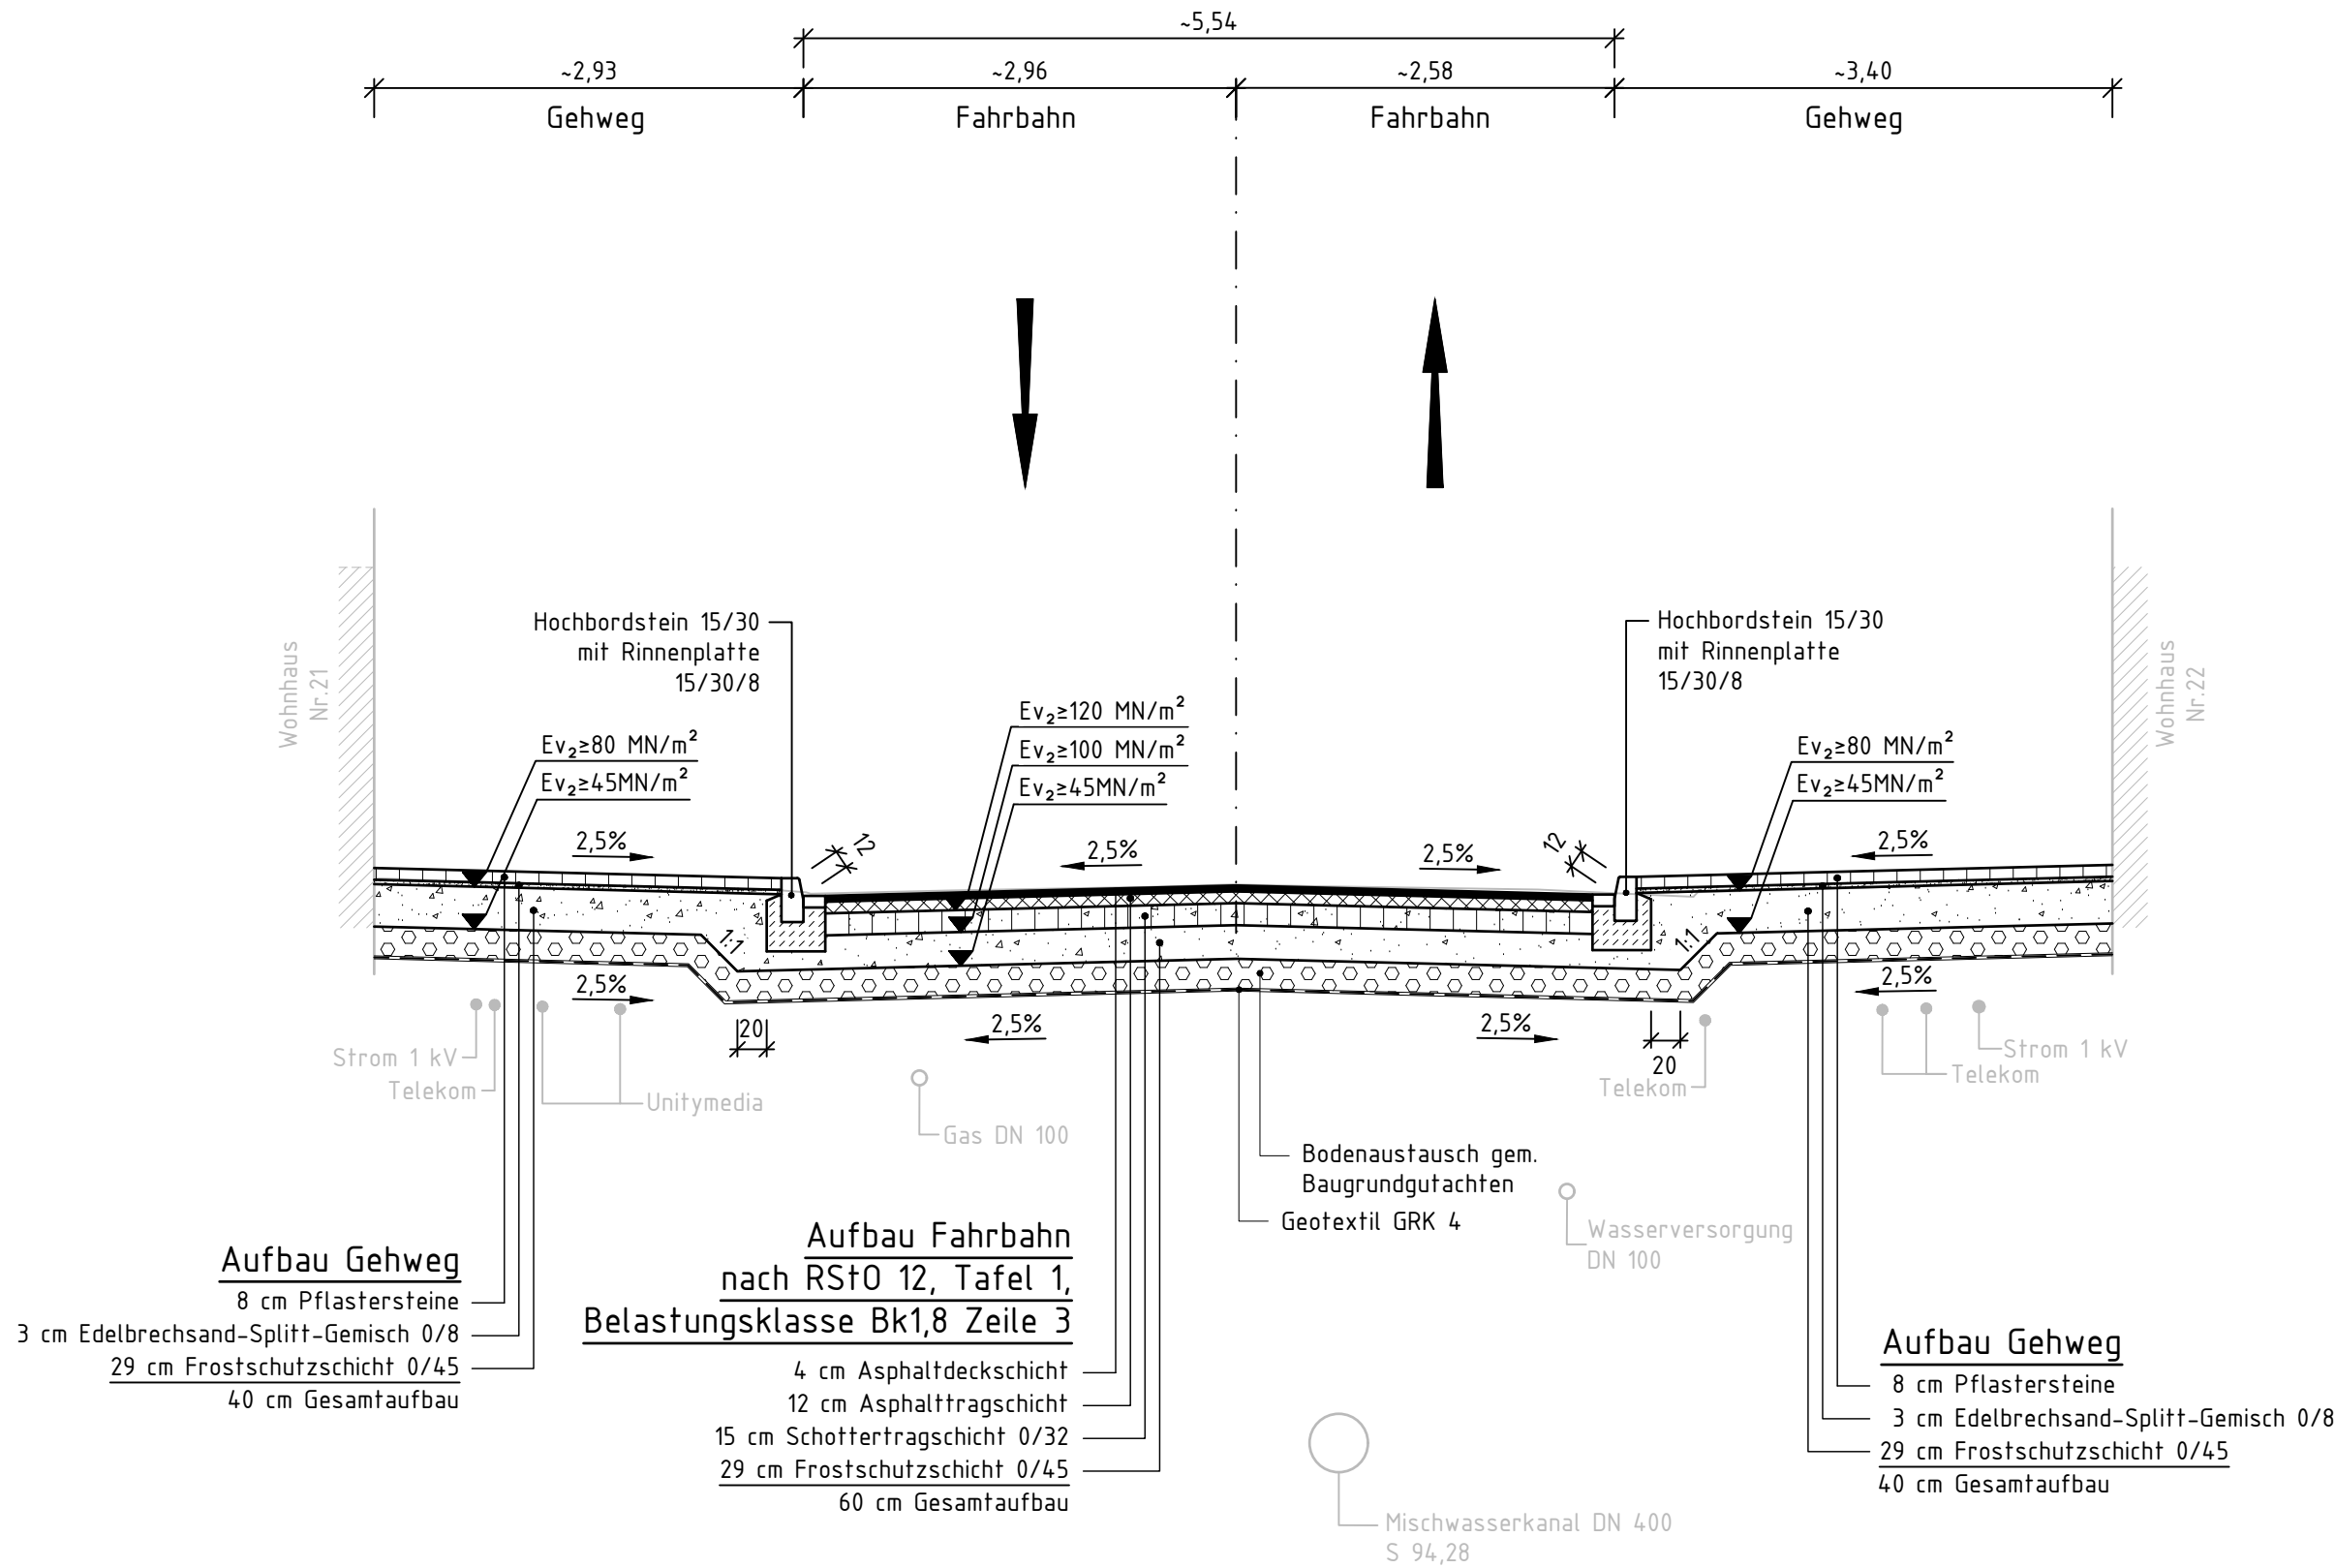 ~5,54
~2,93
~2,96
~2,58
~3,40
Gehweg
Fahrbahn
Fahrbahn
Gehweg
Wohnhaus
Nr.21
Hochbordstein 15/30
mit Rinnenplatte
15/30/8
Hochbordstein 15/30
mit Rinnenplatte
15/30/8
Wohnhaus
Nr.22
Ev₂≥80 MN/m²
Ev₂≥45MN/m²
Ev₂≥120 MN/m²
Ev₂≥100 MN/m²
Ev₂≥45MN/m²
Ev₂≥80 MN/m²
Ev₂≥45MN/m²
2,5%
12
2,5%
2,5%
12
2,5%
1:1
1:1
2,5%
20
2,5%
2,5%
20
2,5%
Strom 1 kV
Telekom
Unitymedia
Gas DN 100
Telekom
Strom 1 kV
Telekom
Bodenaustausch gem.
Baugrundgutachten
Geotextil GRK 4
Wasserversorgung
DN 100
Aufbau Gehweg
8 cm Pflastersteine
3 cm Edelbrechsand-Splitt-Gemisch 0/8
29 cm Frostschutzschicht 0/45
40 cm Gesamtaufbau
Aufbau Fahrbahn
nach RStO 12, Tafel 1,
Belastungsklasse Bk1,8 Zeile 3
4 cm Asphaltdeckschicht
12 cm Asphalttragschicht
15 cm Schottertragschicht 0/32
29 cm Frostschutzschicht 0/45
60 cm Gesamtaufbau
Aufbau Gehweg
8 cm Pflastersteine
3 cm Edelbrechsand-Splitt-Gemisch 0/8
29 cm Frostschutzschicht 0/45
40 cm Gesamtaufbau
Mischwasserkanal DN 400
S 94,28